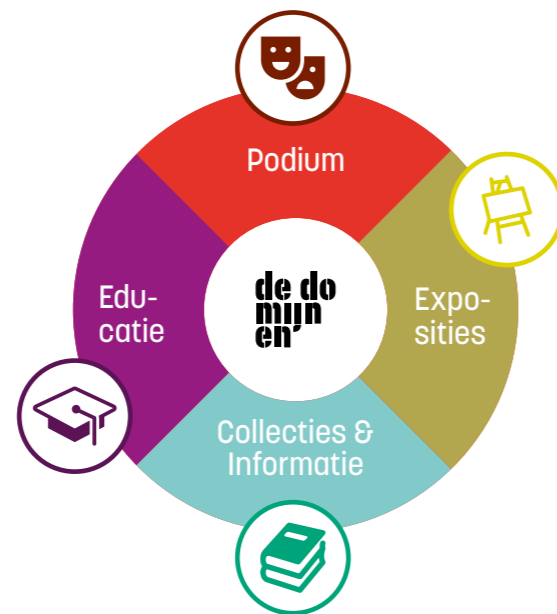 Podium
Edu-
catie
de do
mijn
en
Expo-
sities
Collecties &
Informatie